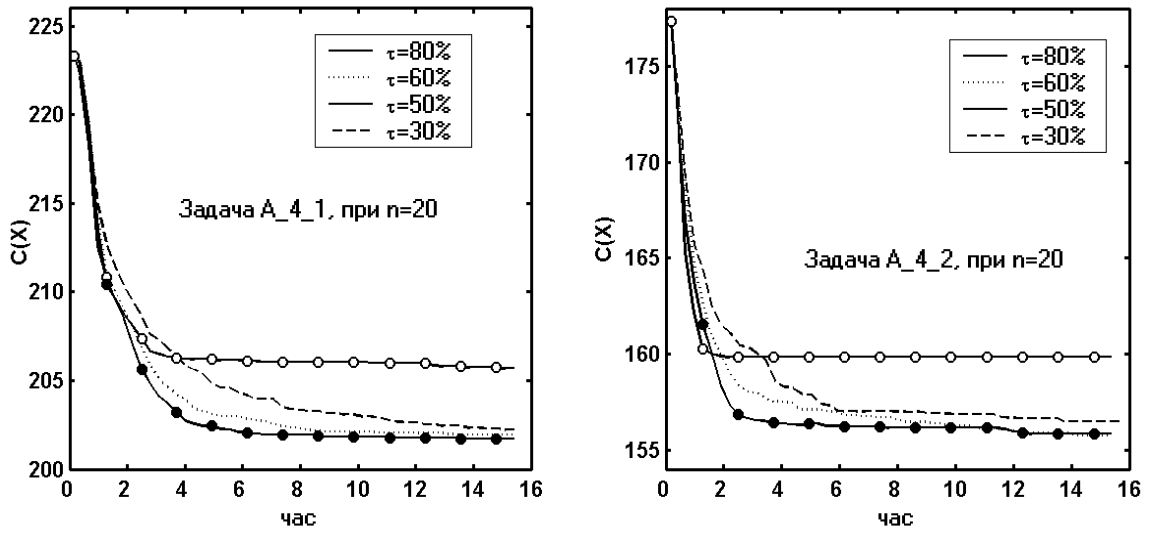 225
220
215
210
205
200
C(X)
τ=80%
τ=60%
τ=50%
τ=30%
Задача A_4_1, при n=20
0 2 4 6 8 10 12 14 16
час
175
170
165
160
155
C(X)
τ=80%
τ=60%
τ=50%
τ=30%
Задача A_4_2, при n=20
0 2 4 6 8 10 12 14 16
час